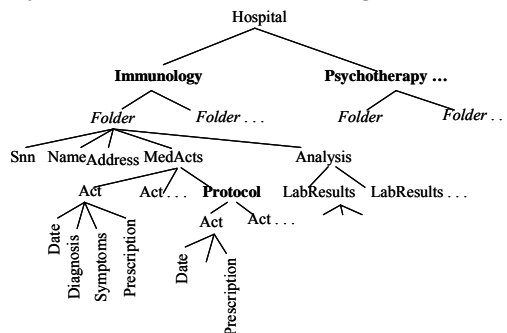 Hospital
Immunology Psychotherapy …
Folder Folder . . . Folder Folder . .
Snn Name Address MedActs Analysis
Act Act . . . Protocol LabResults LabResults . . .
Act Act . . .
Date
Diagnosis
Symptoms
Prescription
Date
Prescription